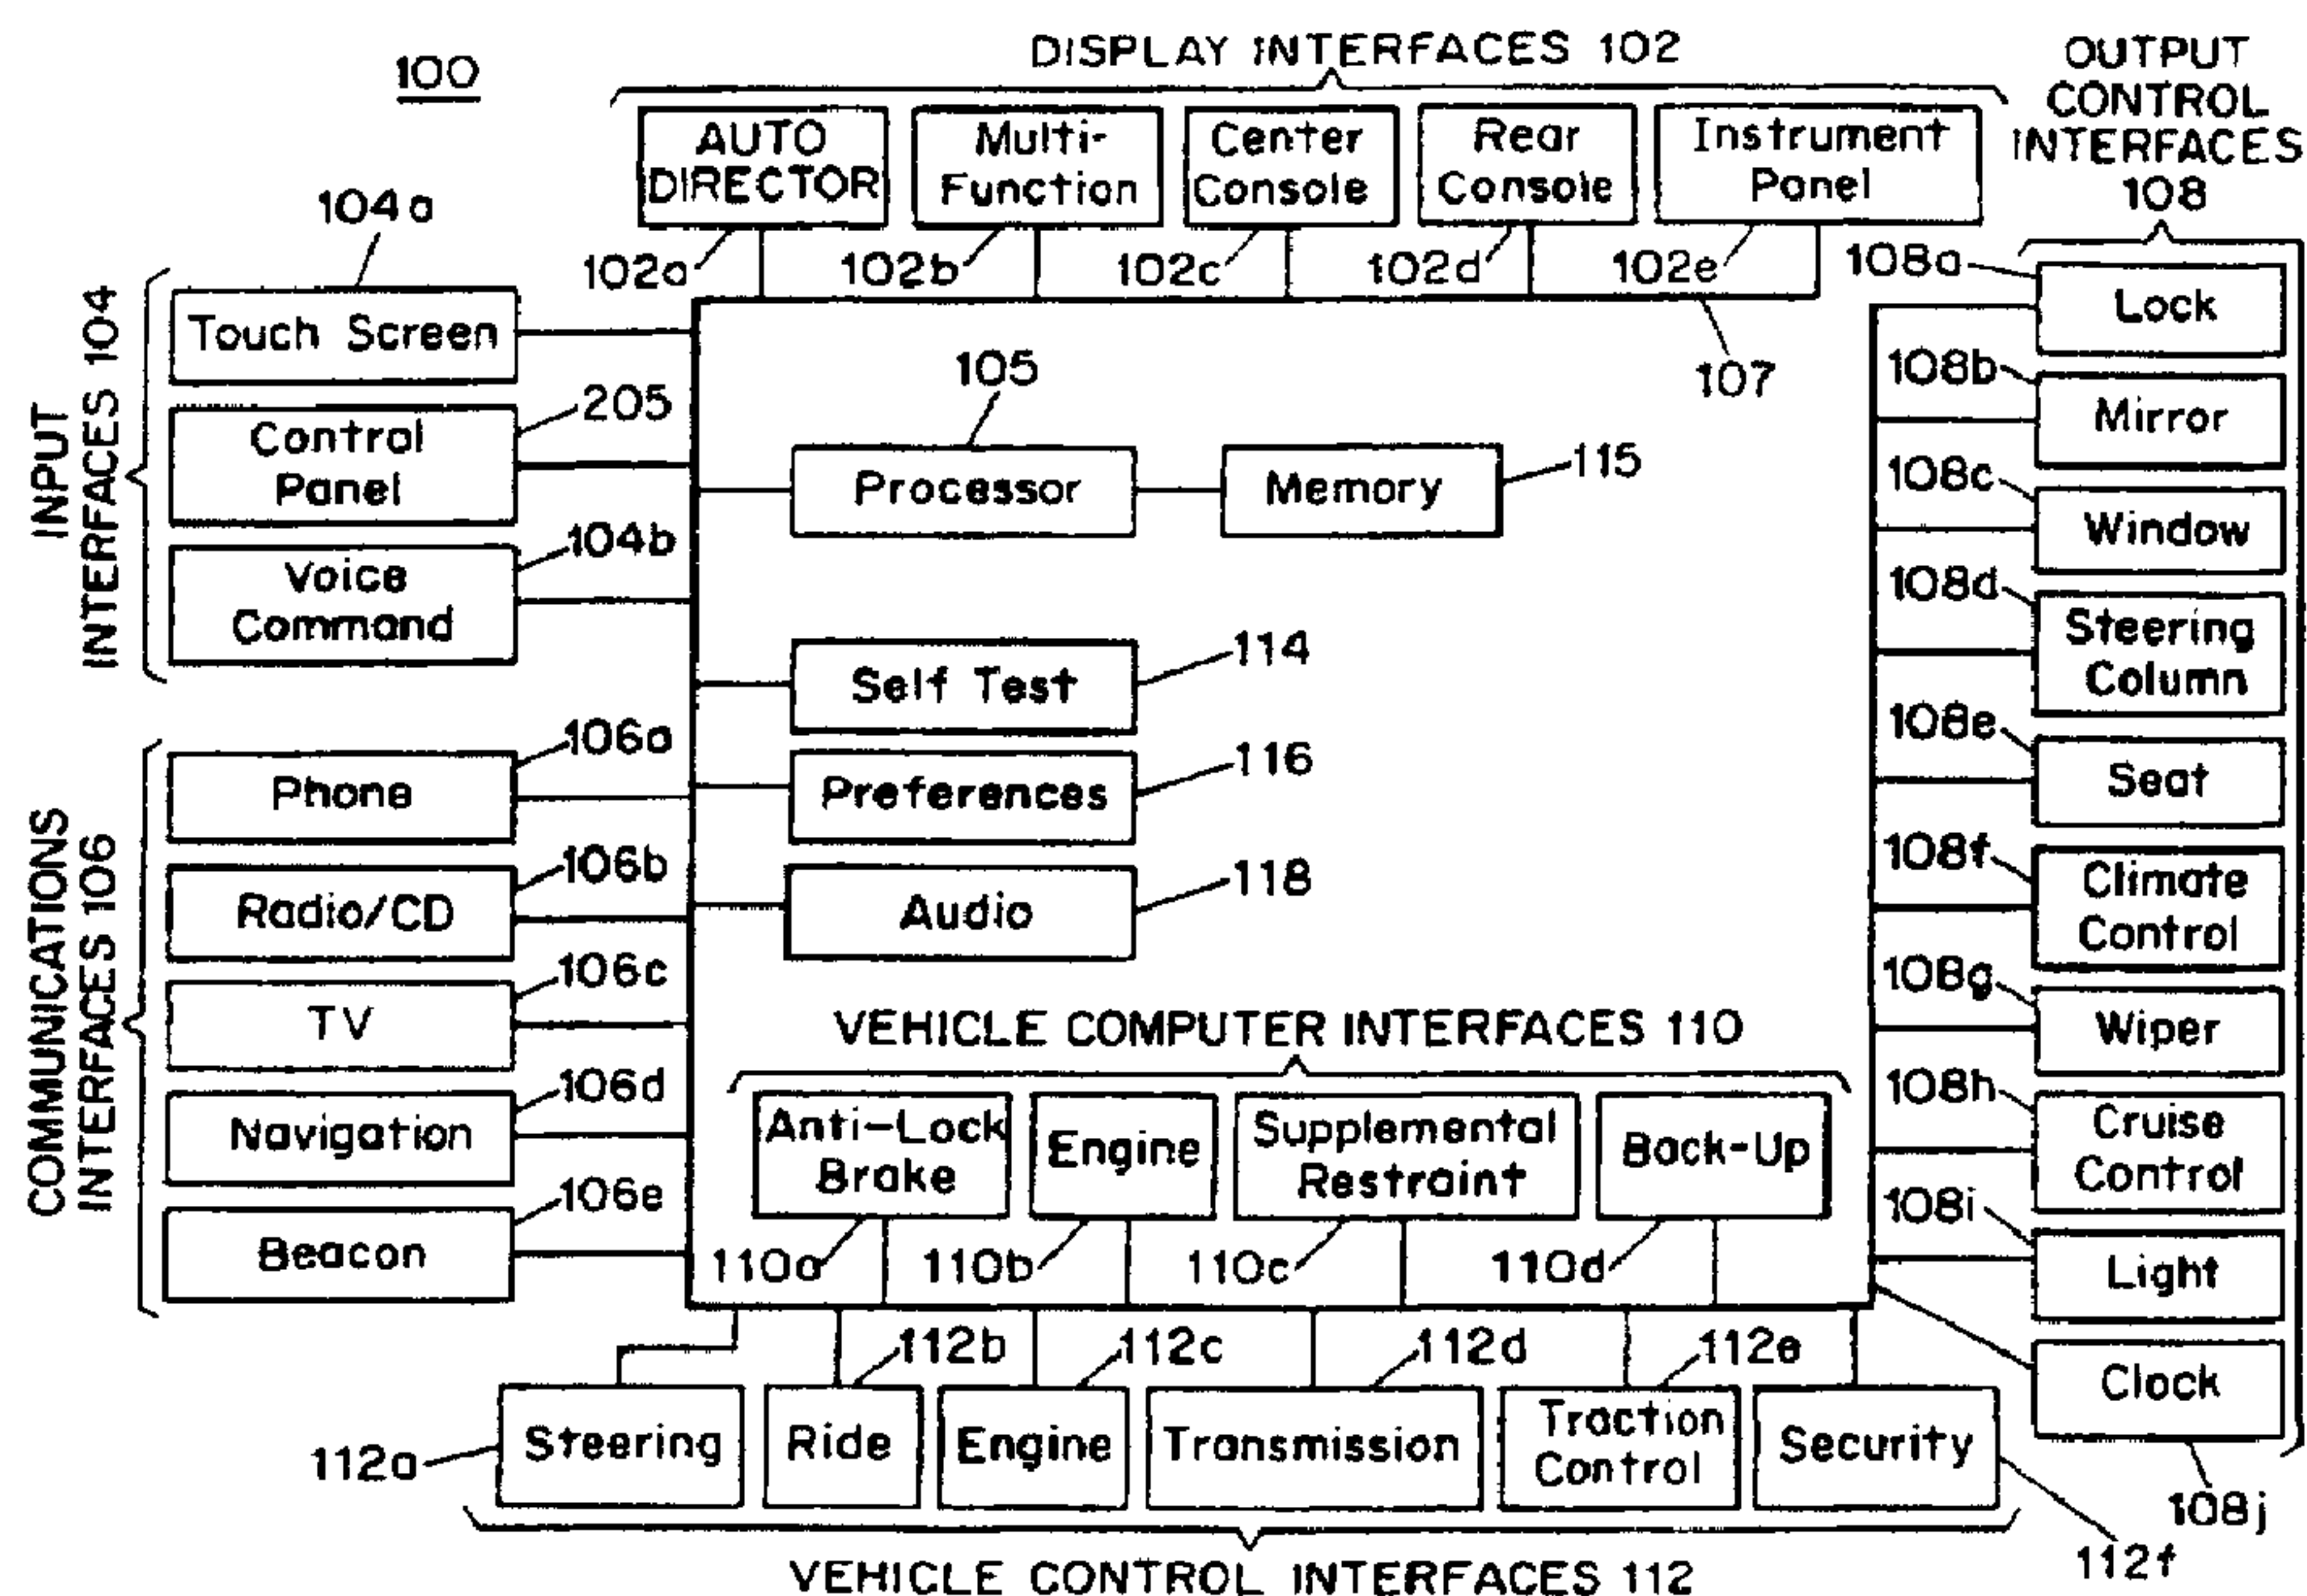 100
DISPLAY INTERFACES 102
AUTO
DIRECTOR
Multi-
Function
Center
Console
Rear
Console
Instrument
Panel
102a
102b
102c
102d
102e
107
OUTPUT
CONTROL
INTERFACES
108
INPUT
INTERFACES 104
104a
Touch Screen
205
Control
Panel
104b
Voice
Command
105
Processor
Memory
115
Self Test
114
Preferences
116
Audio
118
COMMUNICATIONS
INTERFACES 106
Phone
106a
Radio/CD
106b
TV
106c
Navigation
106d
Beacon
106e
VEHICLE COMPUTER INTERFACES 110
Anti-Lock
Brake
Engine
Supplemental
Restraint
Back-Up
110a
110b
110c
110d
108a
Lock
108b
Mirror
108c
Window
108d
Steering
Column
108e
Seat
108f
Climate
Control
108g
Wiper
108h
Cruise
Control
108i
Light
Clock
108j
112b
112c
112d
112e
112a
Steering
Ride
Engine
Transmission
Traction
Control
Security
112f
VEHICLE CONTROL INTERFACES 112